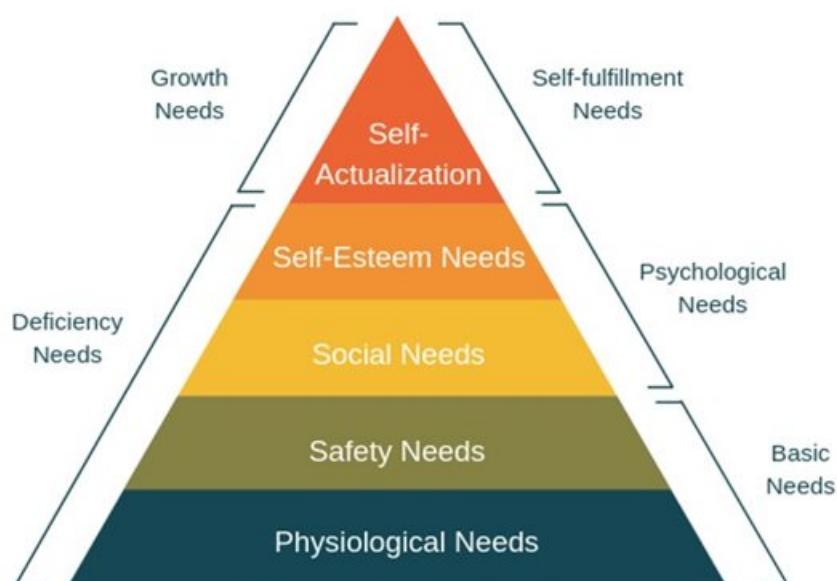 Growth
Needs
Self-fulfillment
Needs
Self-
Actualization
Self-Esteem Needs
Psychological
Needs
Deficiency
Needs
Social Needs
Safety Needs
Basic
Needs
Physiological Needs